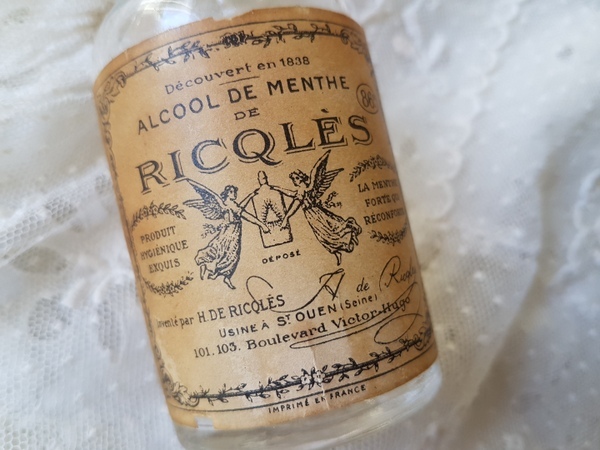 Découvert en 1838
ALCOOL DE MENTHE
DE
RICQLÈS
PRODUIT
HYGIÉNIQUE
EXQUIS
LA MENTHE
FORTE QUI
RÉCONFORTE
DÉPOSÉ
Inventé par H. DE RICQLÈS
de Ricqlès
USINE À ST OUEN (Seine)
101. 103. Boulevard Victor-Hugo
IMPRIMÉ EN FRANCE